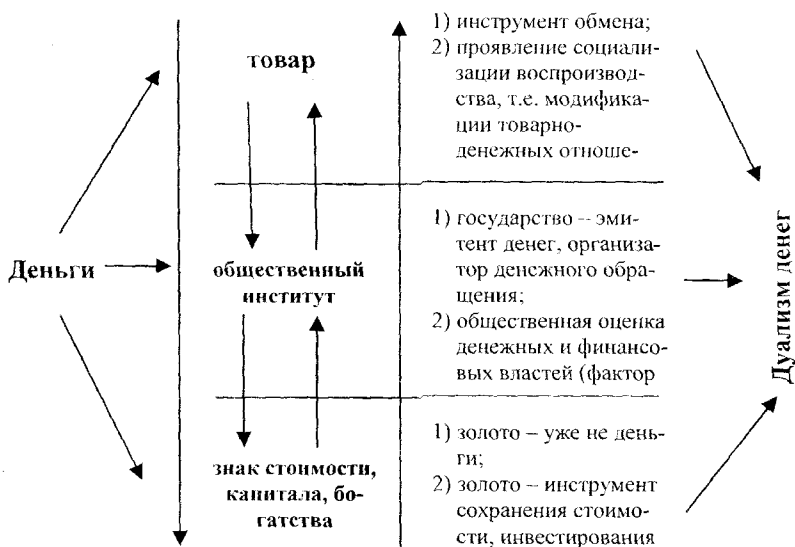 товар
1) инструмент обмена;
2) проявление социали-
зации воспроизводс-
тва, т.е. модифика-
ции товарно-
денежных отноше-
Деньги
общественный
институт
1) государство – эми-
тент денег, организа-
тор денежного обра-
щения;
2) общественная оценка
денежных и финансо-
вых властей (фактор
знак стоимости,
капитала, бо-
гатства
1) золото – уже не день-
ги;
2) золото – инструмент
сохранения стоимо-
сти, инвестирования
Дуализм денег